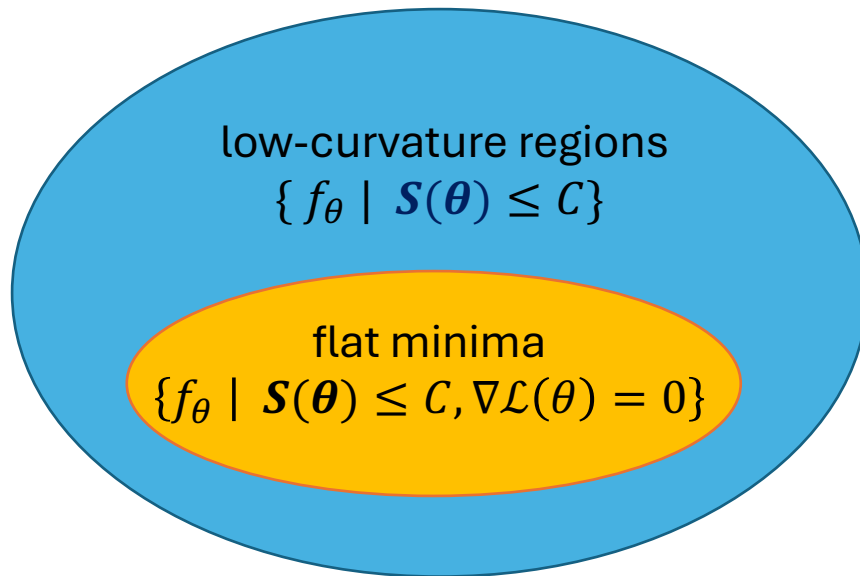 low-curvature regions
{ f_θ | S(θ) ≤ C}
flat minima
{f_θ | S(θ) ≤ C, ∇ℒ(θ) = 0}